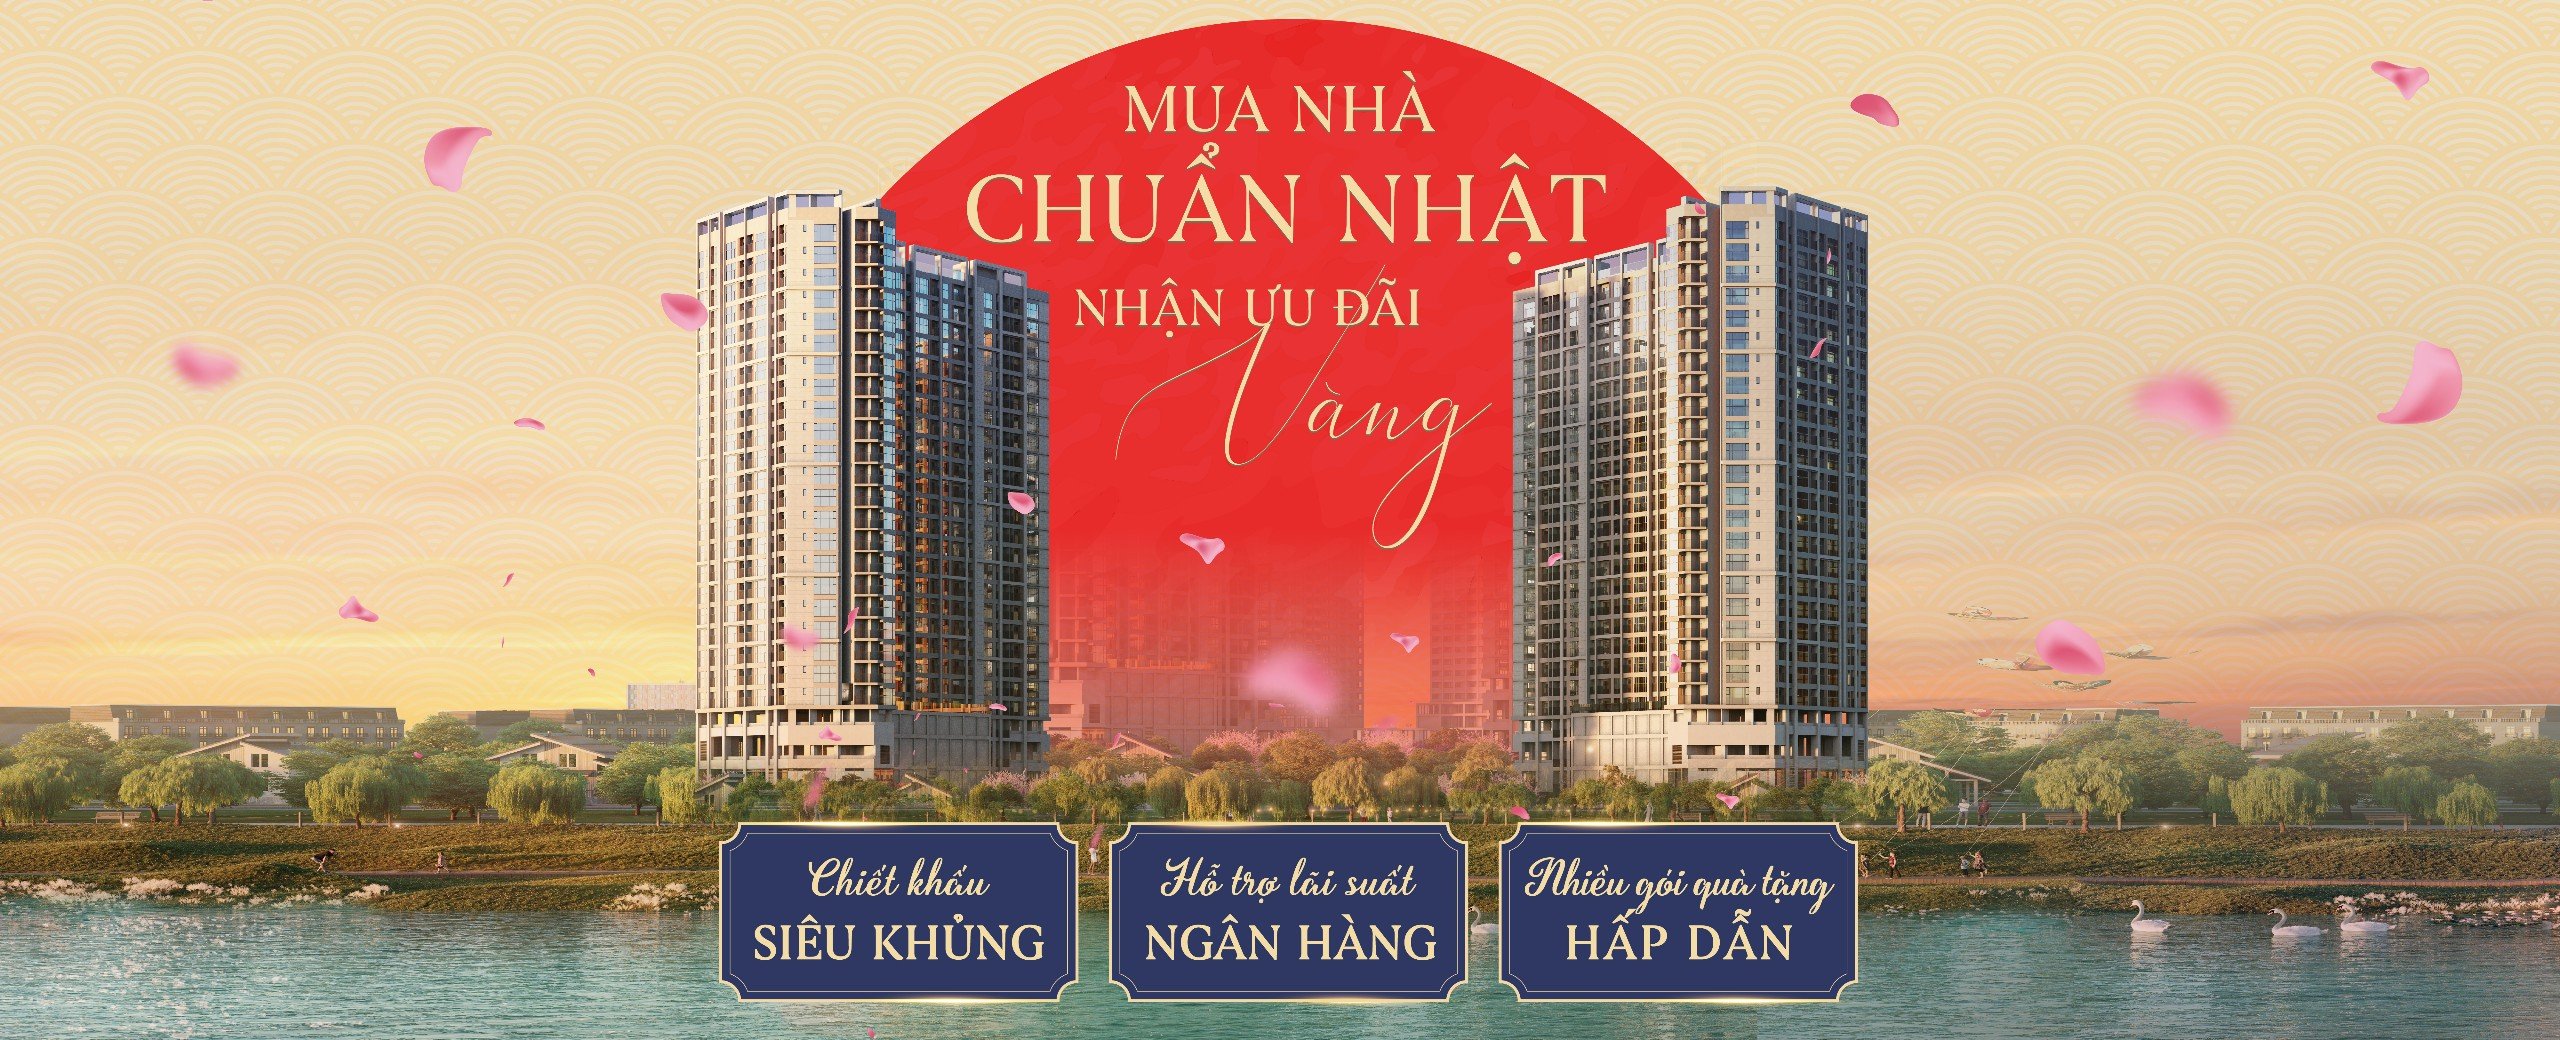 MUA NHÀ
CHUẨN NHẬT
NHẬN ƯU ĐÃI
Vàng
Chiết khấu
SIÊU KHỦNG
Hỗ trợ lãi suất
NGÂN HÀNG
Nhiều gói quà tặng
HẤP DẪN